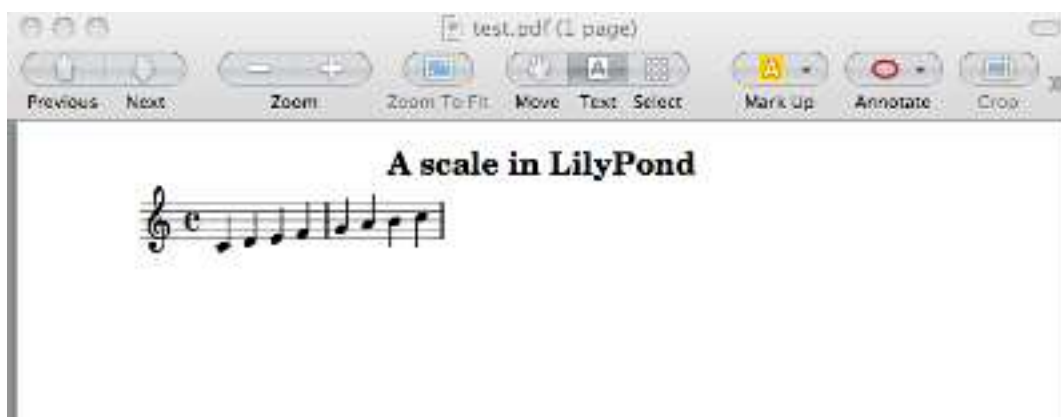 test.pdf (1 page)
Previous Next Zoom Zoom To Fit Move Text Select Mark Up Annotate Crop
A scale in LilyPond